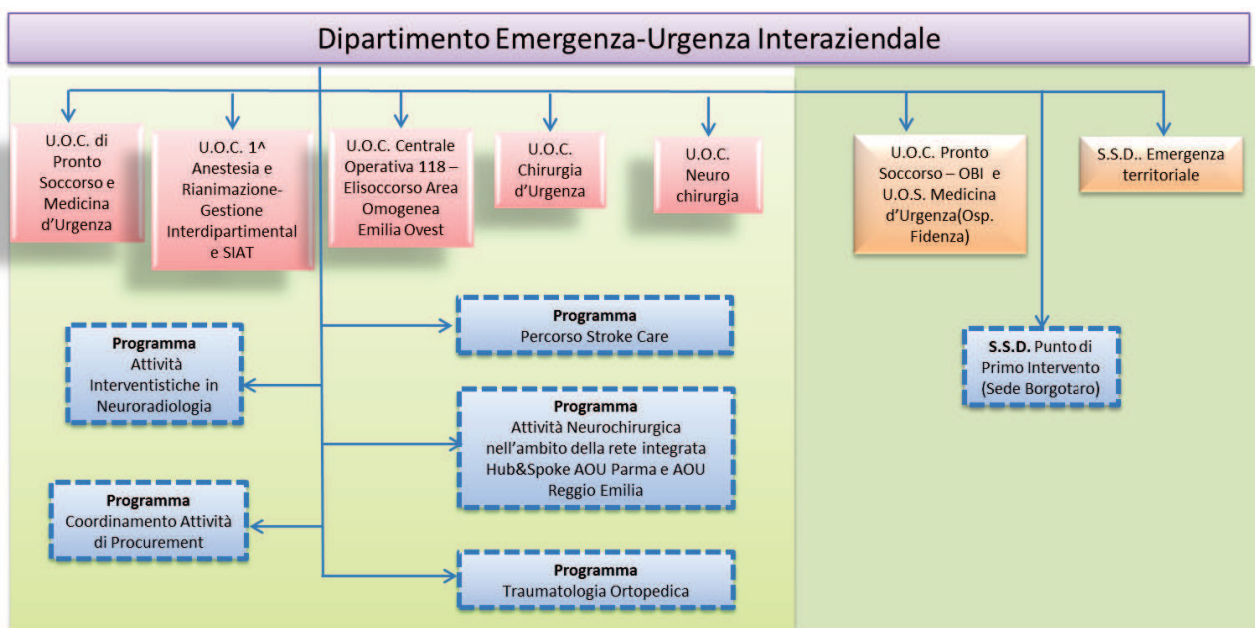 Dipartimento Emergenza-Urgenza Interaziendale
U.O.C. di
Pronto
Soccorso e
Medicina
d'Urgenza
U.O.C. 1^
Anestesia e
Rianimazione-
Gestione
Interdipartimental
e SIAT
U.O.C. Centrale
Operativa 118 –
Elisoccorso Area
Omogenea
Emilia Ovest
U.O.C.
Chirurgia
d'Urgenza
U.O.C.
Neuro
chirurgia
U.O.C. Pronto
Soccorso – OBI e
U.O.S. Medicina
d'Urgenza(Osp.
Fidenza)
S.S.D.. Emergenza
territoriale
Programma
Percorso Stroke Care
Programma
Attività
Interventistiche in
Neuroradiologia
S.S.D. Punto di
Primo Intervento
(Sede Borgotaro)
Programma
Attività Neurochirurgica
nell'ambito della rete integrata
Hub&Spoke AOU Parma e AOU
Reggio Emilia
Programma
Coordinamento Attività
di Procurement
Programma
Traumatologia Ortopedica